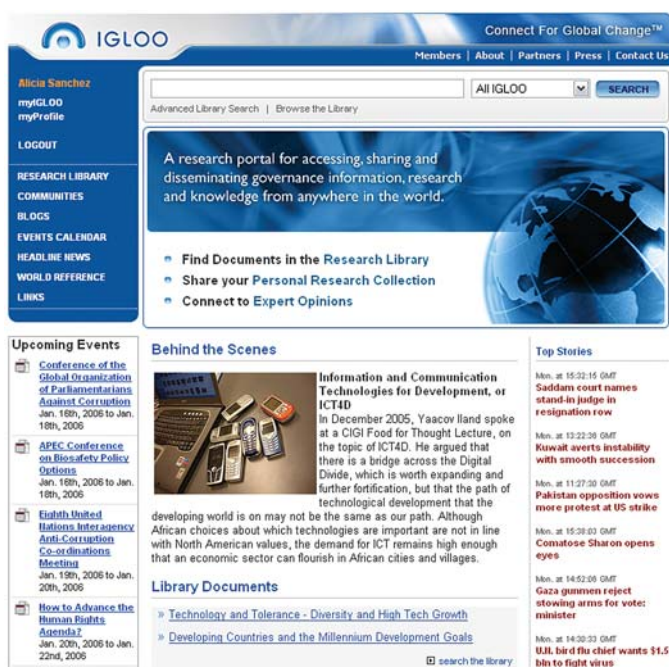 IGLOO
Connect For Global Change™
Members | About | Partners | Press | Contact Us
Alicia Sanchez
myIGLOO
myProfile
LOGOUT
RESEARCH LIBRARY
COMMUNITIES
BLOGS
EVENTS CALENDAR
HEADLINE NEWS
WORLD REFERENCE
LINKS
All IGLOO
SEARCH
Advanced Library Search | Browse the Library
A research portal for accessing, sharing and
disseminating governance information, research
and knowledge from anywhere in the world.
Find Documents in the Research Library
Share your Personal Research Collection
Connect to Expert Opinions
Upcoming Events
Conference of the
Global Organization
of Parliamentarians
Against Corruption
Jan. 16th, 2006 to Jan.
18th, 2006
APEC Conference
on Biosafety Policy
Options
Jan. 16th, 2006 to Jan.
18th, 2006
Eighth United
Nations Interagency
Anti-Corruption
Co-ordinations
Meeting
Jan. 19th, 2006 to Jan.
20th, 2006
How to Advance the
Human Rights
Agenda?
Jan. 20th, 2006 to Jan.
22nd, 2006
Behind the Scenes
Information and Communication
Technologies for Development, or
ICT4D
In December 2005, Yaacov Iland spoke
at a CIGI Food for Thought Lecture, on
the topic of ICT4D. He argued that
there is a bridge across the Digital
Divide, which is worth expanding and
further fortification, but that the path of
technological development that the
developing world is on may not be the same as our path. Although
African choices about which technologies are important are not in line
with North American values, the demand for ICT remains high enough
that an economic sector can flourish in African cities and villages.
Library Documents
» Technology and Tolerance - Diversity and High Tech Growth
» Developing Countries and the Millennium Development Goals
search the library
Top Stories
Mon. at 15:32:15 GMT
Saddam court names
stand-in judge in
resignation row
Mon. at 13:22:36 GMT
Kuwait averts instability
with smooth succession
Mon. at 11:27:30 GMT
Pakistan opposition vows
more protest at US strike
Mon. at 15:38:03 GMT
Comatose Sharon opens
eyes
Mon. at 14:52:06 GMT
Gaza gunmen reject
stowing arms for vote:
minister
Mon. at 14:30:33 GMT
U.N. bird flu chief wants $1.5
bln to fight virus